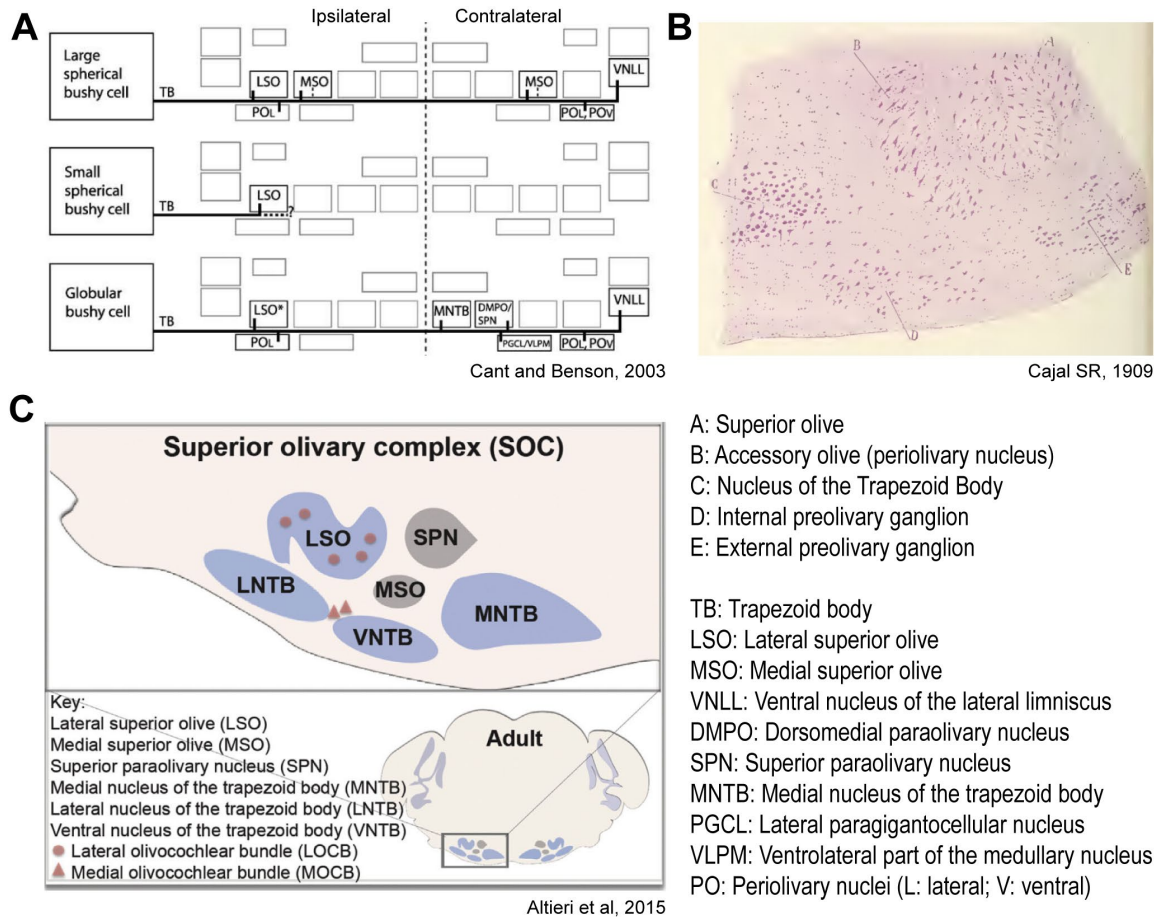 A
Ipsilateral
Contralateral
Large
spherical
bushy cell
TB
LSO
MSO
POL
MSO
VNLL
POL, POV
Small
spherical
bushy cell
TB
LSO
?
Globular
bushy cell
TB
LSO*
POL
MNTB
DMPO/
SPN
PGCL/VLPM
VNLL
POL, POV
Cant and Benson, 2003
B
B
A
C
E
D
Cajal SR, 1909
C
Superior olivary complex (SOC)
LSO
SPN
LNTB
MSO
MNTB
VNTB
Key:
Lateral superior olive (LSO)
Medial superior olive (MSO)
Superior paraolivary nucleus (SPN)
Medial nucleus of the trapezoid body (MNTB)
Lateral nucleus of the trapezoid body (LNTB)
Ventral nucleus of the trapezoid body (VNTB)
Lateral olivocochlear bundle (LOCB)
Medial olivocochlear bundle (MOCB)
Adult
Altieri et al, 2015
A: Superior olive
B: Accessory olive (periolivary nucleus)
C: Nucleus of the Trapezoid Body
D: Internal preolivary ganglion
E: External preolivary ganglion
TB: Trapezoid body
LSO: Lateral superior olive
MSO: Medial superior olive
VNLL: Ventral nucleus of the lateral limniscus
DMPO: Dorsomedial paraolivary nucleus
SPN: Superior paraolivary nucleus
MNTB: Medial nucleus of the trapezoid body
PGCL: Lateral paragigantocellular nucleus
VLPM: Ventrolateral part of the medullary nucleus
PO: Periolivary nuclei (L: lateral; V: ventral)